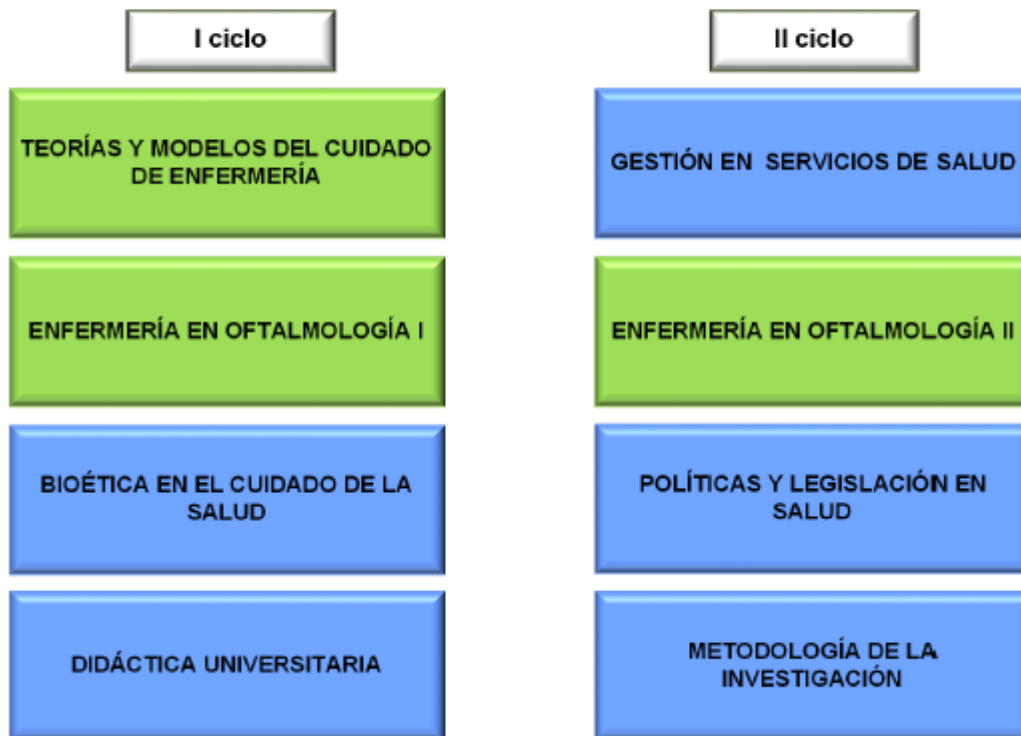 I ciclo
TEORÍAS Y MODELOS DEL CUIDADO
DE ENFERMERÍA
ENFERMERÍA EN OFTALMOLOGÍA I
BIOÉTICA EN EL CUIDADO DE LA
SALUD
DIDÁCTICA UNIVERSITARIA
II ciclo
GESTIÓN EN SERVICIOS DE SALUD
ENFERMERÍA EN OFTALMOLOGÍA II
POLÍTICAS Y LEGISLACIÓN EN
SALUD
METODOLOGÍA DE LA
INVESTIGACIÓN